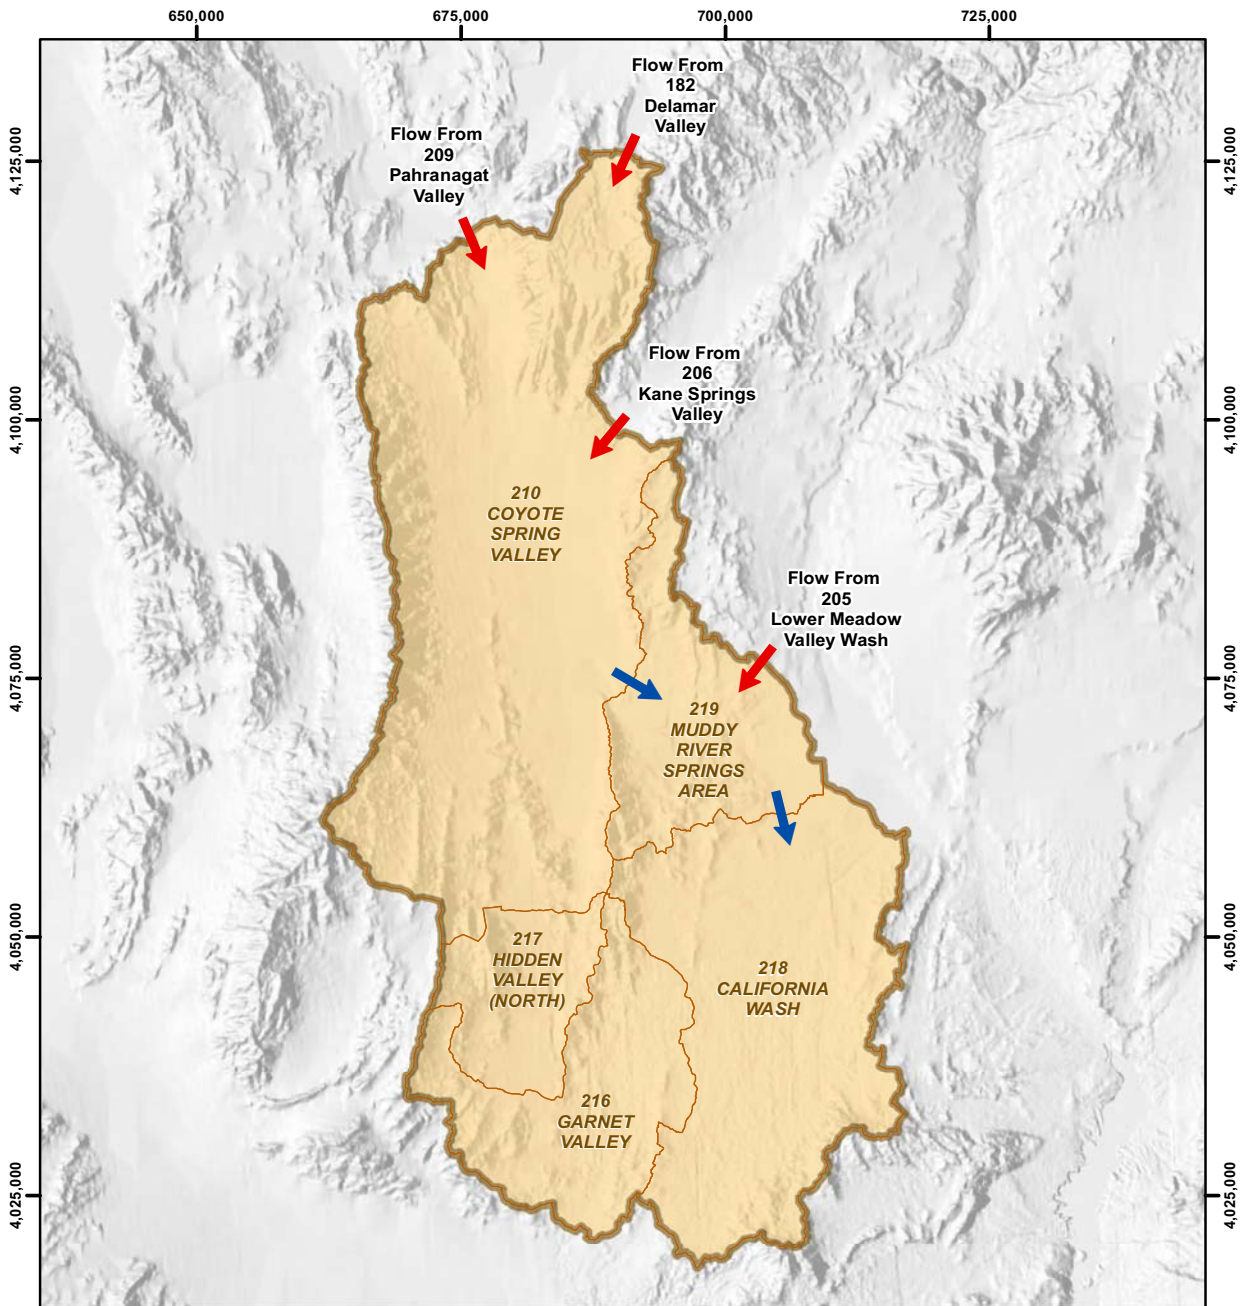 650,000
675,000
700,000
725,000
Flow From
182
Delamar
Valley
Flow From
209
Pahranagat
Valley
4,125,000
4,125,000
Flow From
206
Kane Springs
Valley
4,100,000
4,100,000
210
COYOTE
SPRING
VALLEY
Flow From
205
Lower Meadow
Valley Wash
4,075,000
4,075,000
219
MUDDY
RIVER
SPRINGS
AREA
4,050,000
4,050,000
217
HIDDEN
VALLEY
(NORTH)
218
CALIFORNIA
WASH
216
GARNET
VALLEY
4,025,000
4,025,000